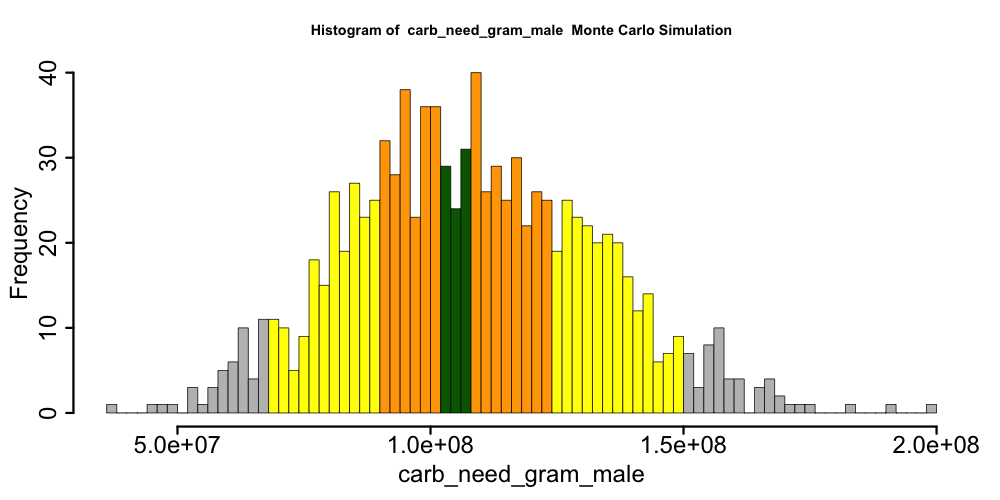 Histogram of carb_need_gram_male Monte Carlo Simulation
40
30
20
10
0
Frequency
5.0e+07 1.0e+08 1.5e+08 2.0e+08
carb_need_gram_male